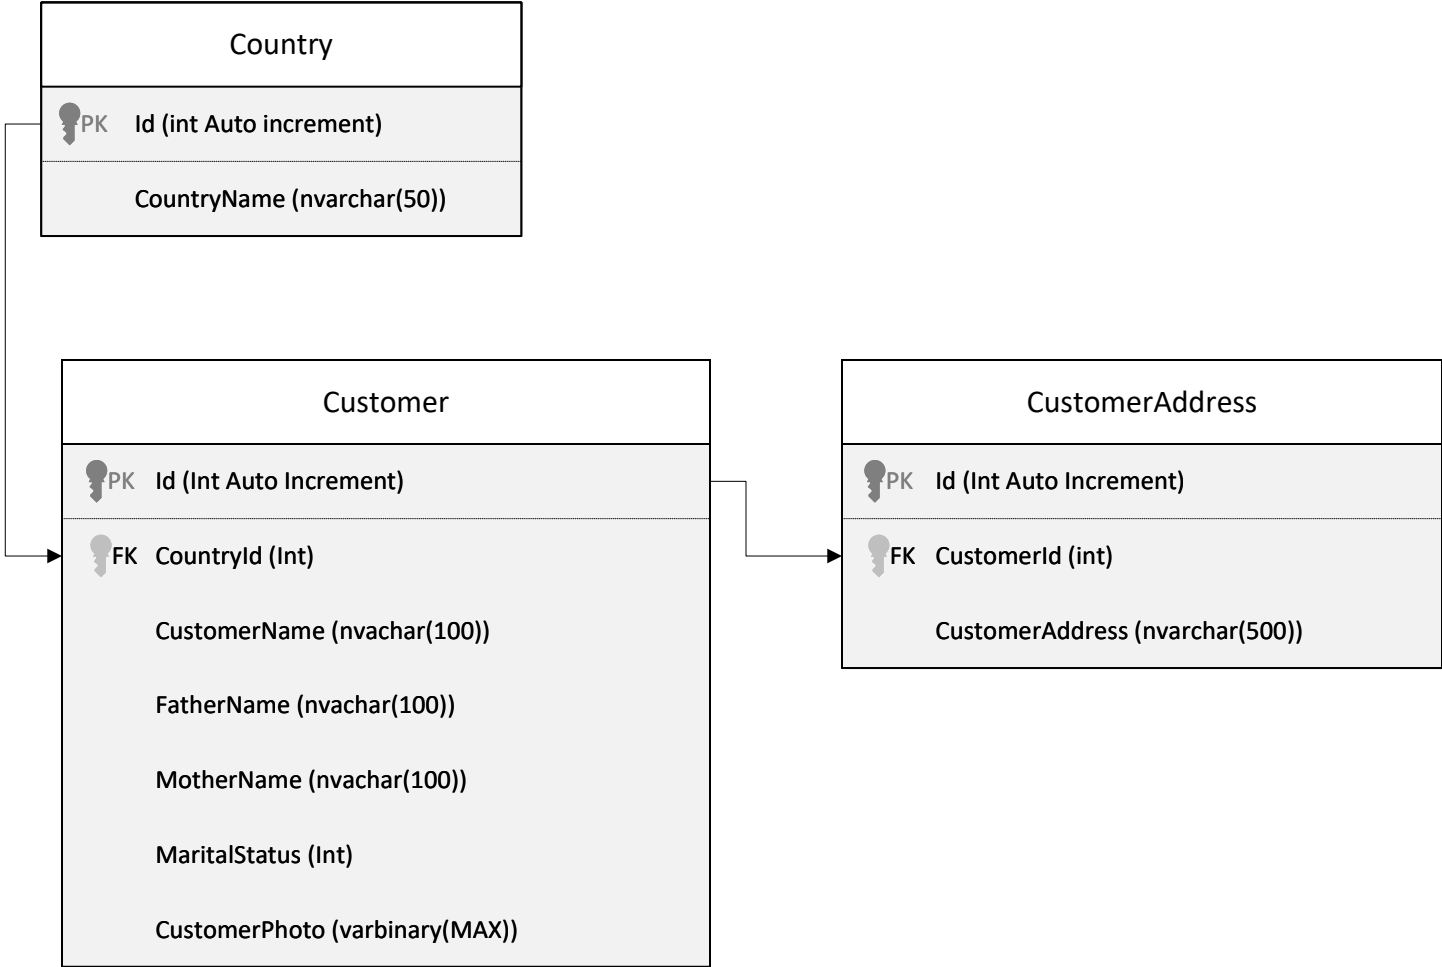 Country
PK Id (int Auto increment)
CountryName (nvarchar(50))
Customer
PK Id (Int Auto Increment)
FK CountryId (Int)
CustomerName (nvachar(100))
FatherName (nvachar(100))
MotherName (nvachar(100))
MaritalStatus (Int)
CustomerPhoto (varbinary(MAX))
CustomerAddress
PK Id (Int Auto Increment)
FK CustomerId (int)
CustomerAddress (nvarchar(500))